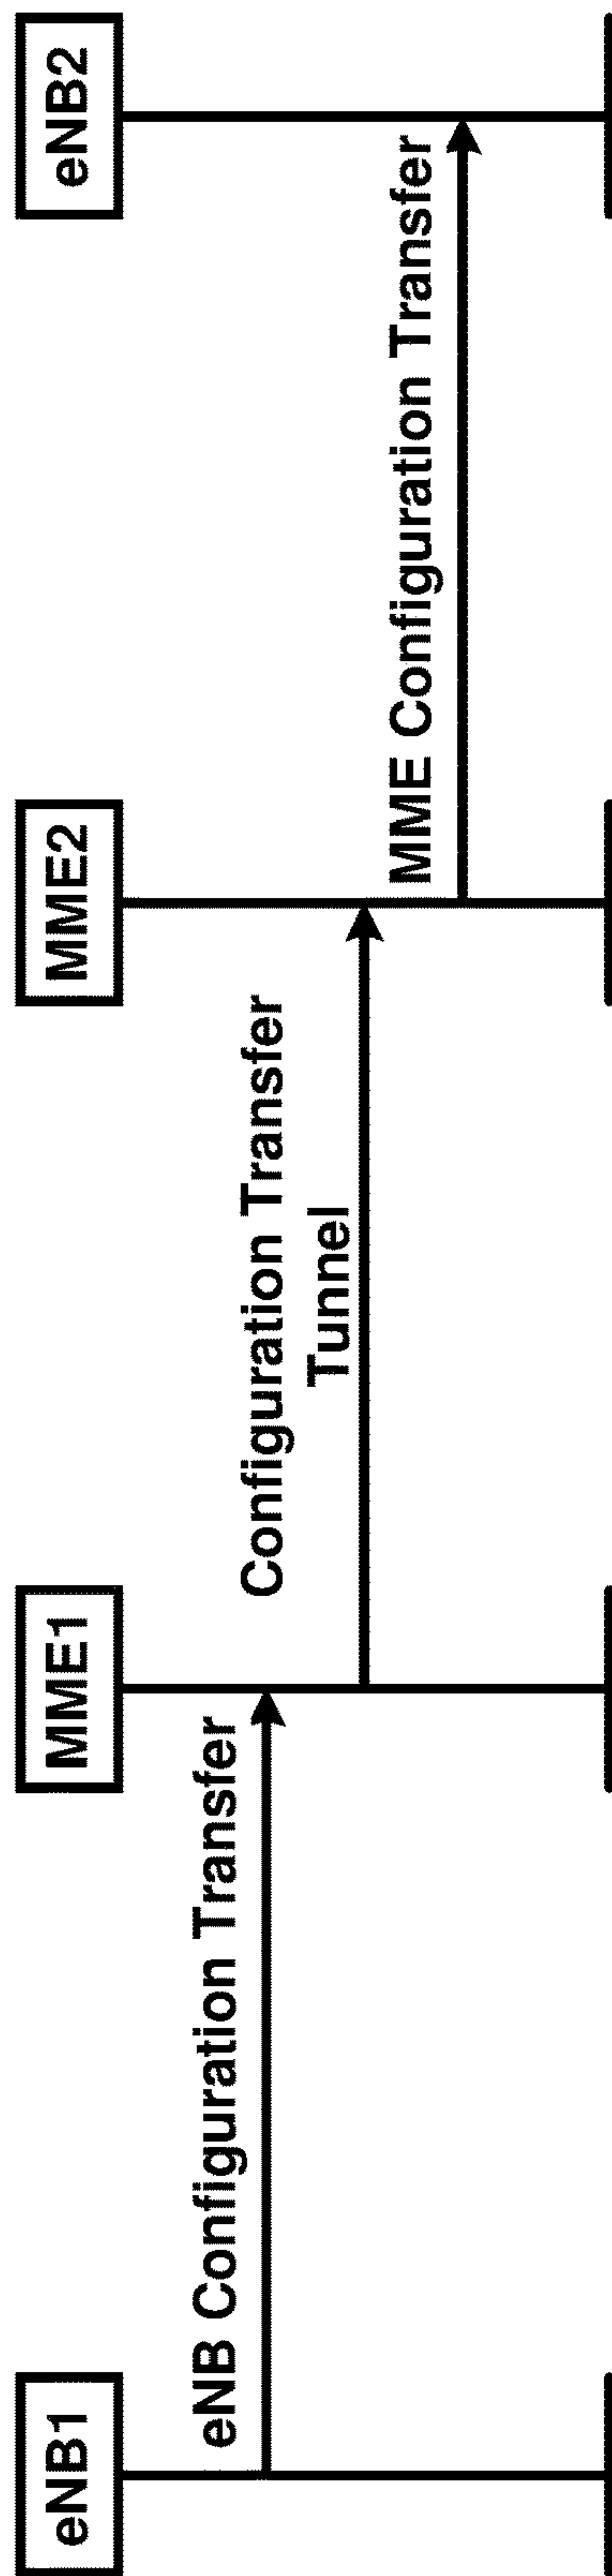 eNB1
MME1
MME2
eNB2
eNB Configuration Transfer
Configuration Transfer
Tunnel
MME Configuration Transfer